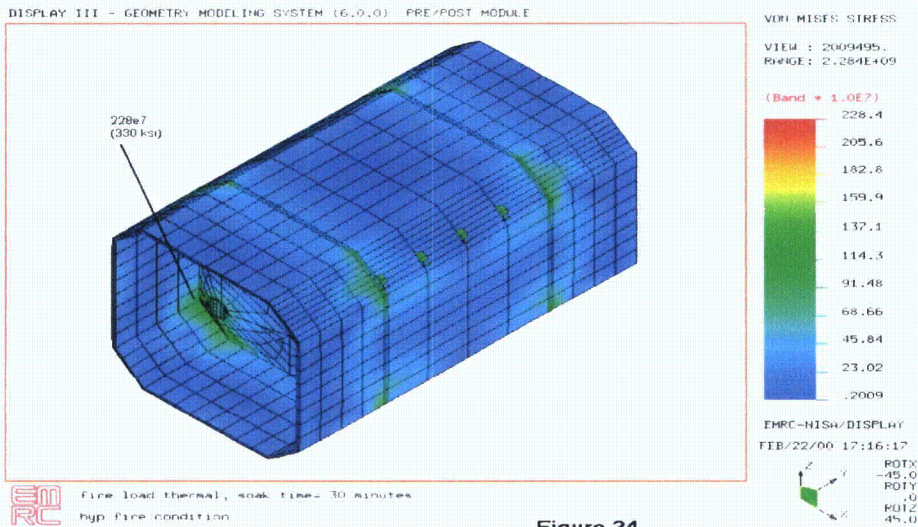 DISPLAY III - GEOMETRY MODELING SYSTEM (6.0.0) PRE/POST MODULE
VON-MISES STRESS
VIEW : 2009495.
RANGE: 2.284E+09
(Band * 1.0E7)
228.4
205.6
182.8
159.9
137.1
114.3
91.48
68.66
45.84
23.02
.2009
228e7
(330 ksi)
EMRC-NISA/DISPLAY
FEB/22/00 17:16:17
ROTX
-45.0
ROTY
.0
ROTZ
45.0
Z
Y
X
EMRC
fire load thermal, soak time= 30 minutes
hyp fire condition
Figure 24